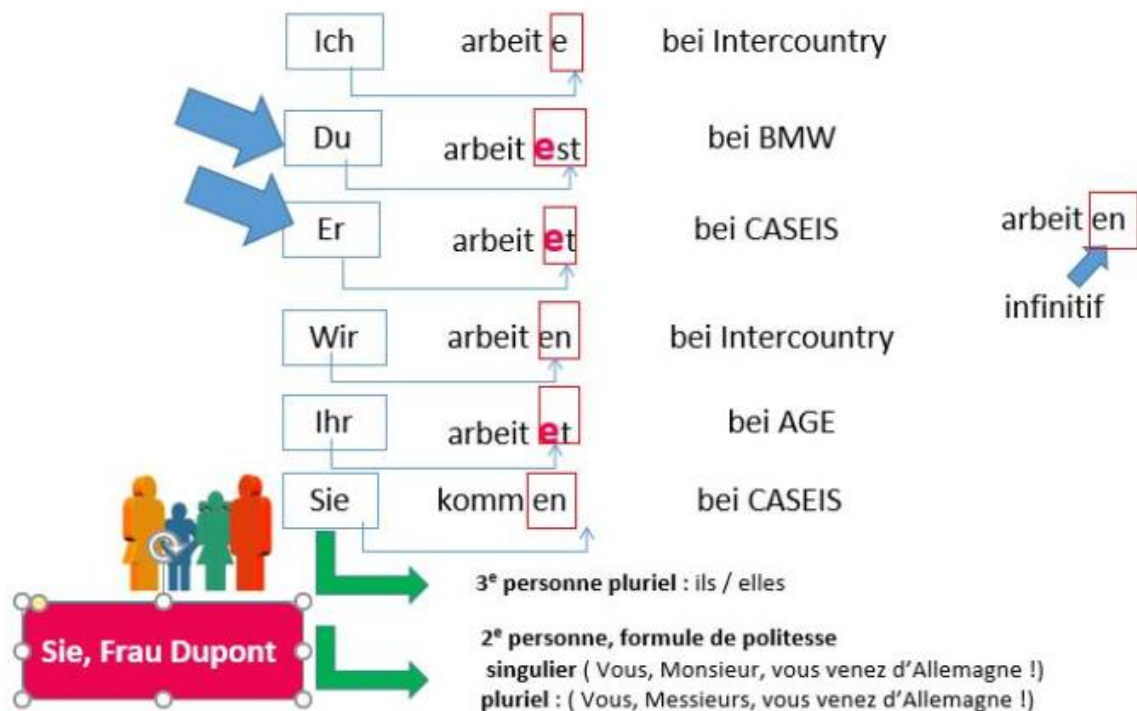 Ich arbeit e bei Intercountry
Du arbeit est bei BMW
Er arbeit et bei CASEIS
arbeit en
infinitif
Wir arbeit en bei Intercountry
Ihr arbeit et bei AGE
Sie komm en bei CASEIS
3e personne pluriel : ils / elles
Sie, Frau Dupont
2e personne, formule de politesse
singulier ( Vous, Monsieur, vous venez d'Allemagne !)
pluriel : ( Vous, Messieurs, vous venez d'Allemagne !)